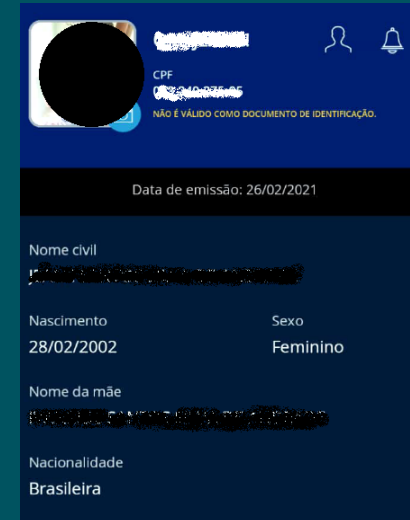 CPF
NÃO É VÁLIDO COMO DOCUMENTO DE IDENTIFICAÇÃO.
Data de emissão: 26/02/2021
Nome civil
Nascimento
Sexo
28/02/2002
Feminino
Nome da mãe
Nacionalidade
Brasileira